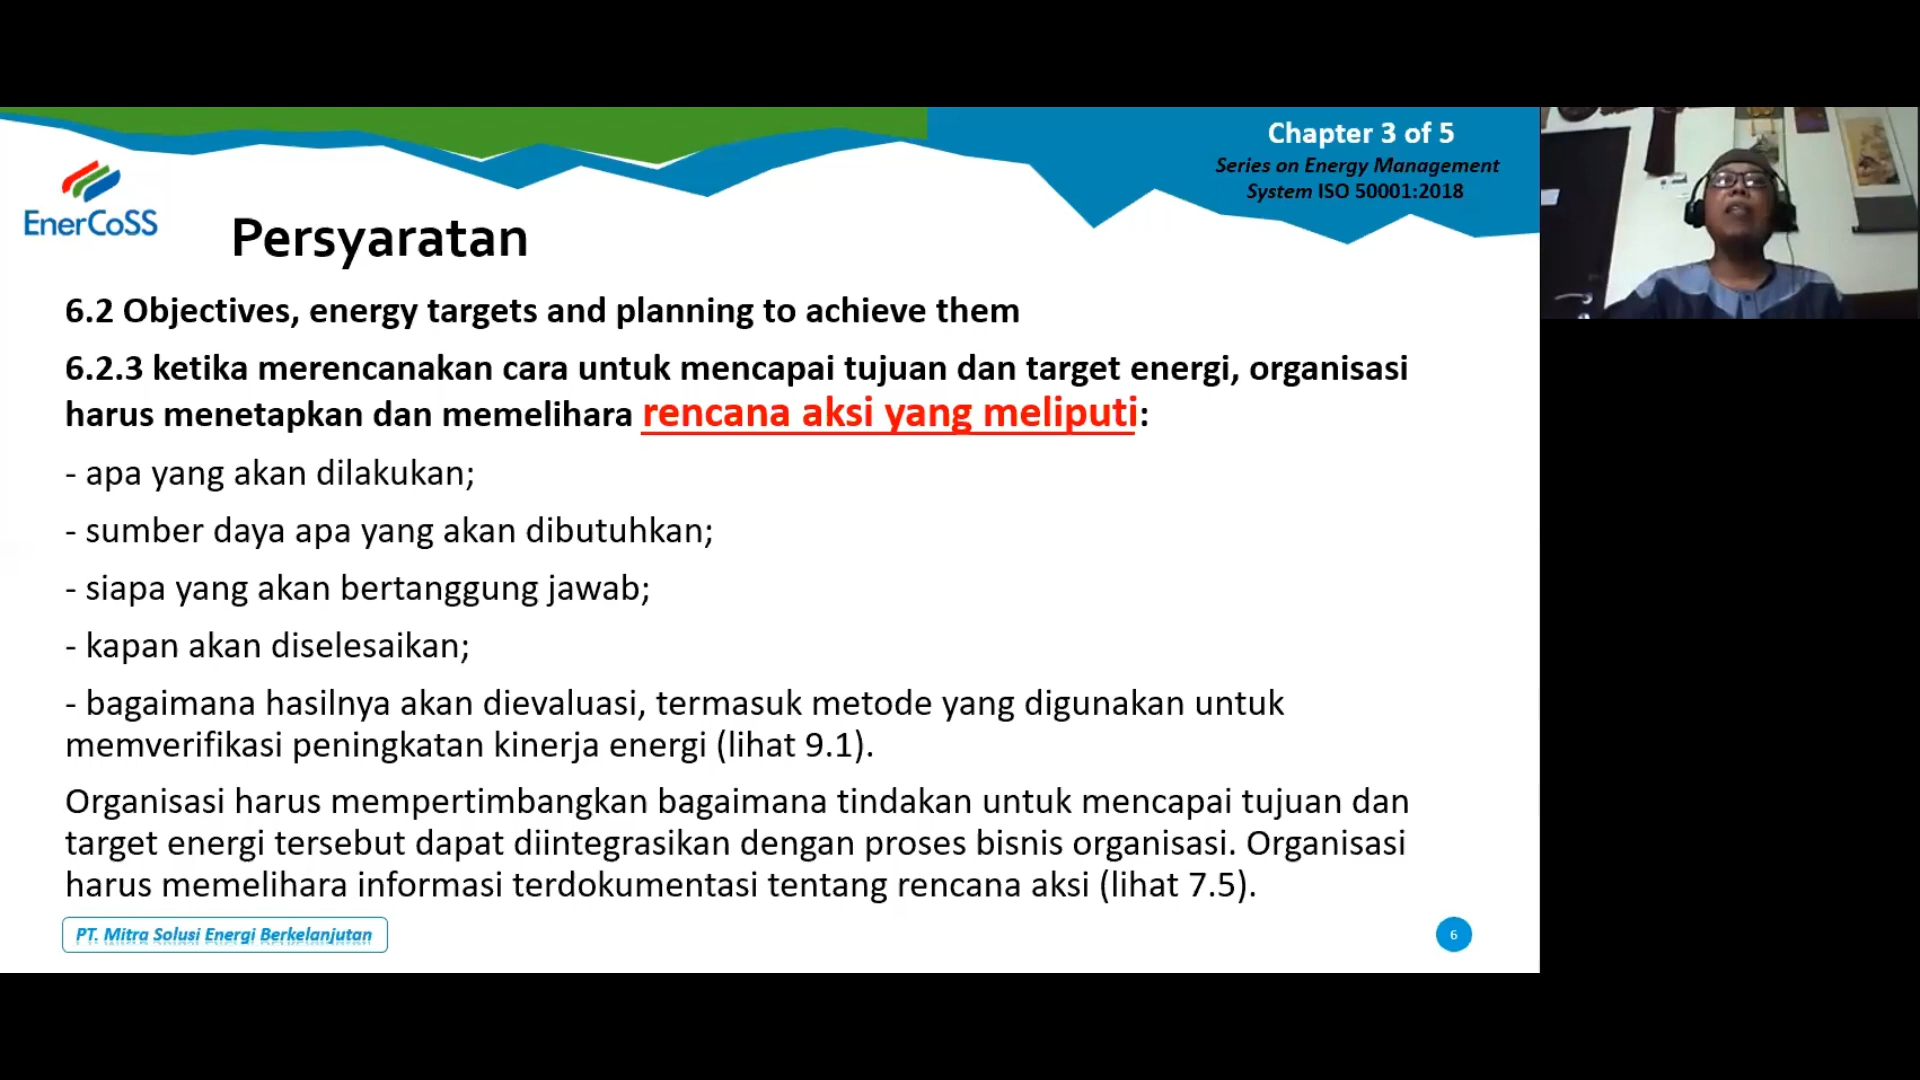 Chapter 3 of 5
Series on Energy Management
System ISO 50001:2018
EnerCoSS
Persyaratan
6.2 Objectives, energy targets and planning to achieve them
6.2.3 ketika merencanakan cara untuk mencapai tujuan dan target energi, organisasi
harus menetapkan dan memelihara rencana aksi yang meliputi:
- apa yang akan dilakukan;
- sumber daya apa yang akan dibutuhkan;
- siapa yang akan bertanggung jawab;
- kapan akan diselesaikan;
- bagaimana hasilnya akan dievaluasi, termasuk metode yang digunakan untuk
memverifikasi peningkatan kinerja energi (lihat 9.1).
Organisasi harus mempertimbangkan bagaimana tindakan untuk mencapai tujuan dan
target energi tersebut dapat diintegrasikan dengan proses bisnis organisasi. Organisasi
harus memelihara informasi terdokumentasi tentang rencana aksi (lihat 7.5).
PT. Mitra Solusi Energi Berkelanjutan
6